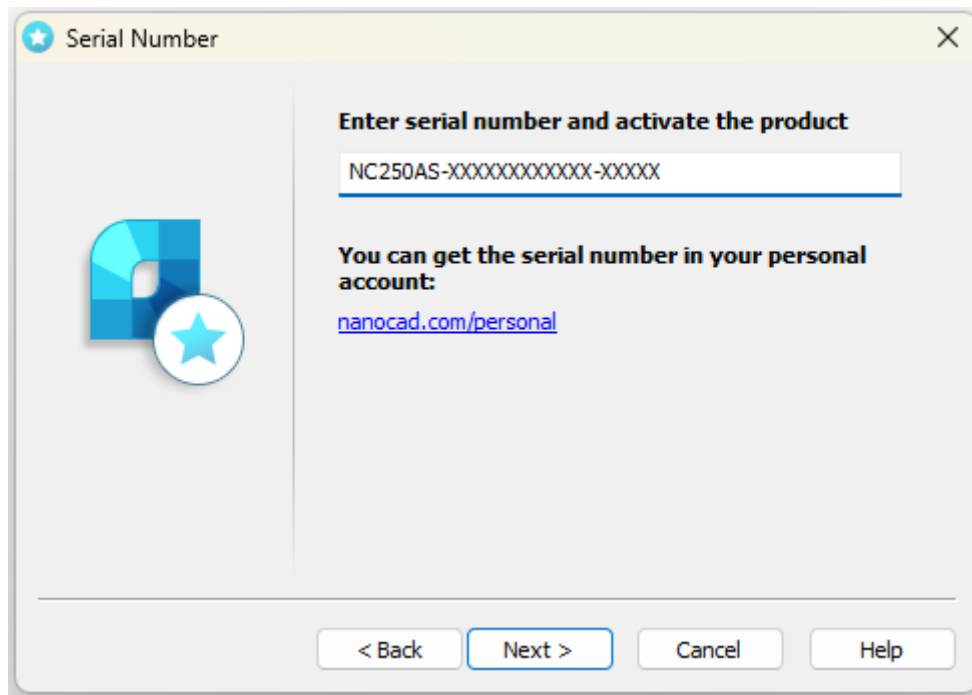 Serial Number
Enter serial number and activate the product
NC250AS-XXXXXXXXXXXX-XXXXX
You can get the serial number in your personal
account:
nanocad.com/personal
< Back Next > Cancel Help